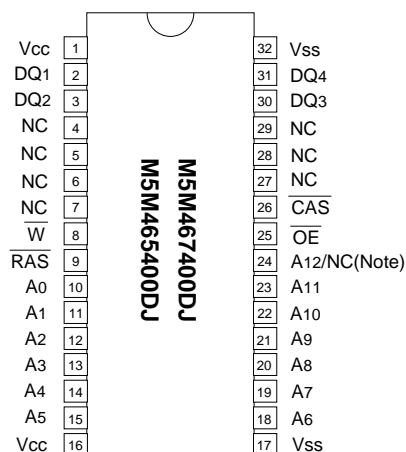 Vcc 1 32 Vss
DQ1 2 31 DQ4
DQ2 3 30 DQ3
NC 4 29 NC
NC 5 28 NC
NC 6 27 NC
NC 7 26 CAS
W 8 25 OE
RAS 9 24 A12/NC(Note)
A0 10 23 A11
A1 11 22 A10
A2 12 21 A9
A3 13 20 A8
A4 14 19 A7
A5 15 18 A6
Vcc 16 17 Vss
M5M467400DJ
M5M465400DJ